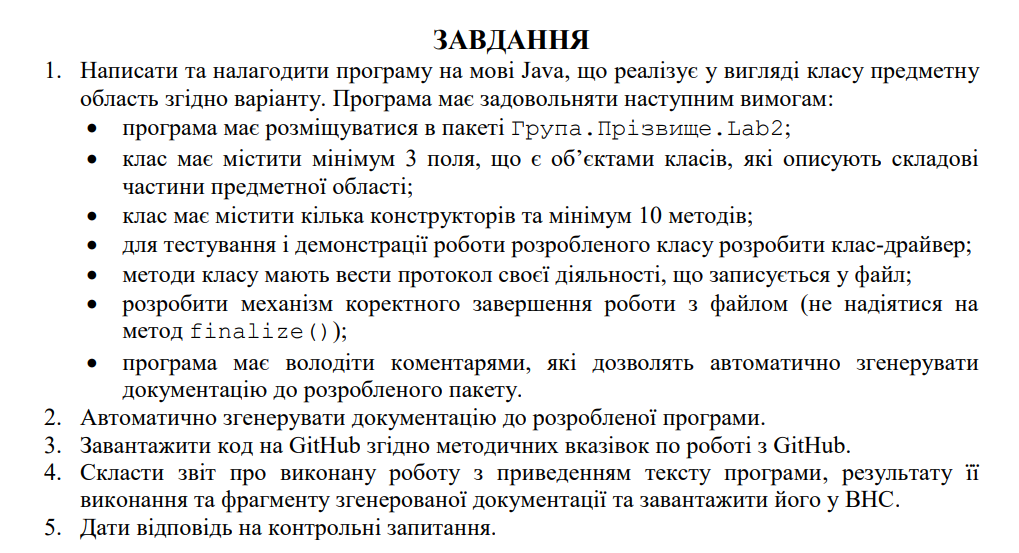 ЗАВДАННЯ
1. Написати та налагодити програму на мові Java, що реалізує у вигляді класу предметну
область згідно варіанту. Програма має задовольняти наступним вимогам:
• програма має розміщуватися в пакеті Група.Прізвище.Lab2;
• клас має містити мінімум 3 поля, що є об’єктами класів, які описують складові
частини предметної області;
• клас має містити кілька конструкторів та мінімум 10 методів;
• для тестування і демонстрації роботи розробленого класу розробити клас-драйвер;
• методи класу мають вести протокол своєї діяльності, що записується у файл;
• розробити механізм коректного завершення роботи з файлом (не надіятися на
метод finalize());
• програма має володіти коментарями, які дозволять автоматично згенерувати
документацію до розробленого пакету.
2. Автоматично згенерувати документацію до розробленої програми.
3. Завантажити код на GitHub згідно методичних вказівок по роботі з GitHub.
4. Скласти звіт про виконану роботу з приведенням тексту програми, результату її
виконання та фрагменту згенерованої документації та завантажити його у ВНС.
5. Дати відповідь на контрольні запитання.